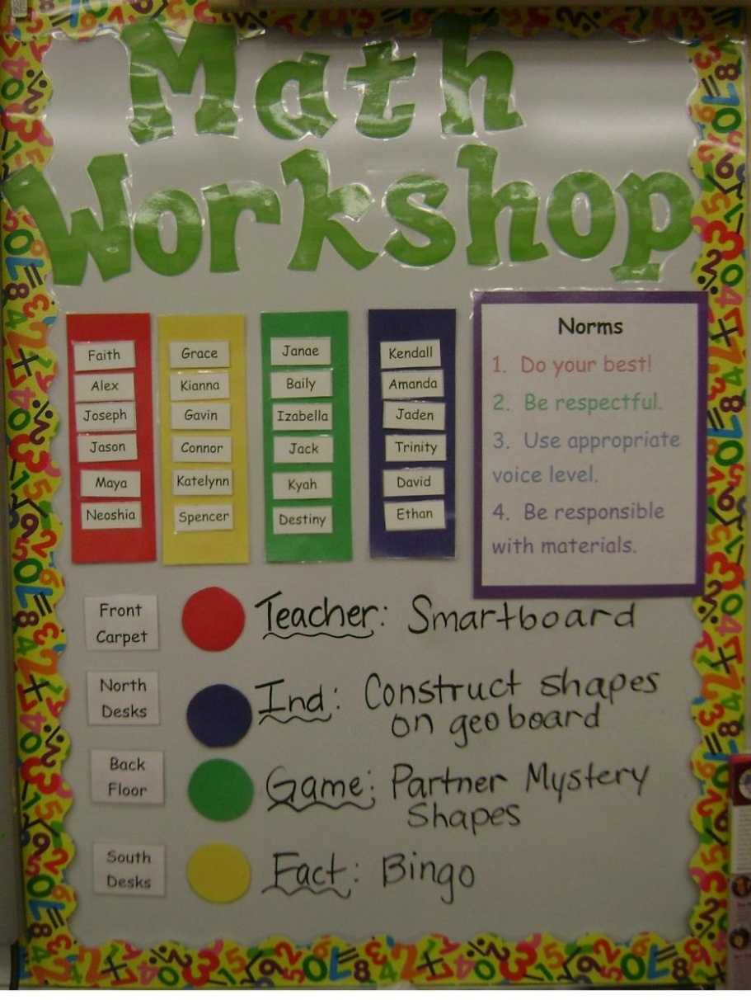 Math
Workshop
Faith
Alex
Joseph
Jason
Maya
Neoshia
Grace
Kianna
Gavin
Connor
Katelynn
Spencer
Janae
Baily
Izabella
Jack
Kyah
Destiny
Kendall
Amanda
Jaden
Trinity
David
Ethan
Norms
1. Do your best!
2. Be respectful.
3. Use appropriate
voice level.
4. Be responsible
with materials.
Front
Carpet
Teacher: Smartboard
North
Desks
Ind: Construct shapes
on geoboard
Back
Floor
Game: Partner Mystery
Shapes
South
Desks
Fact: Bingo